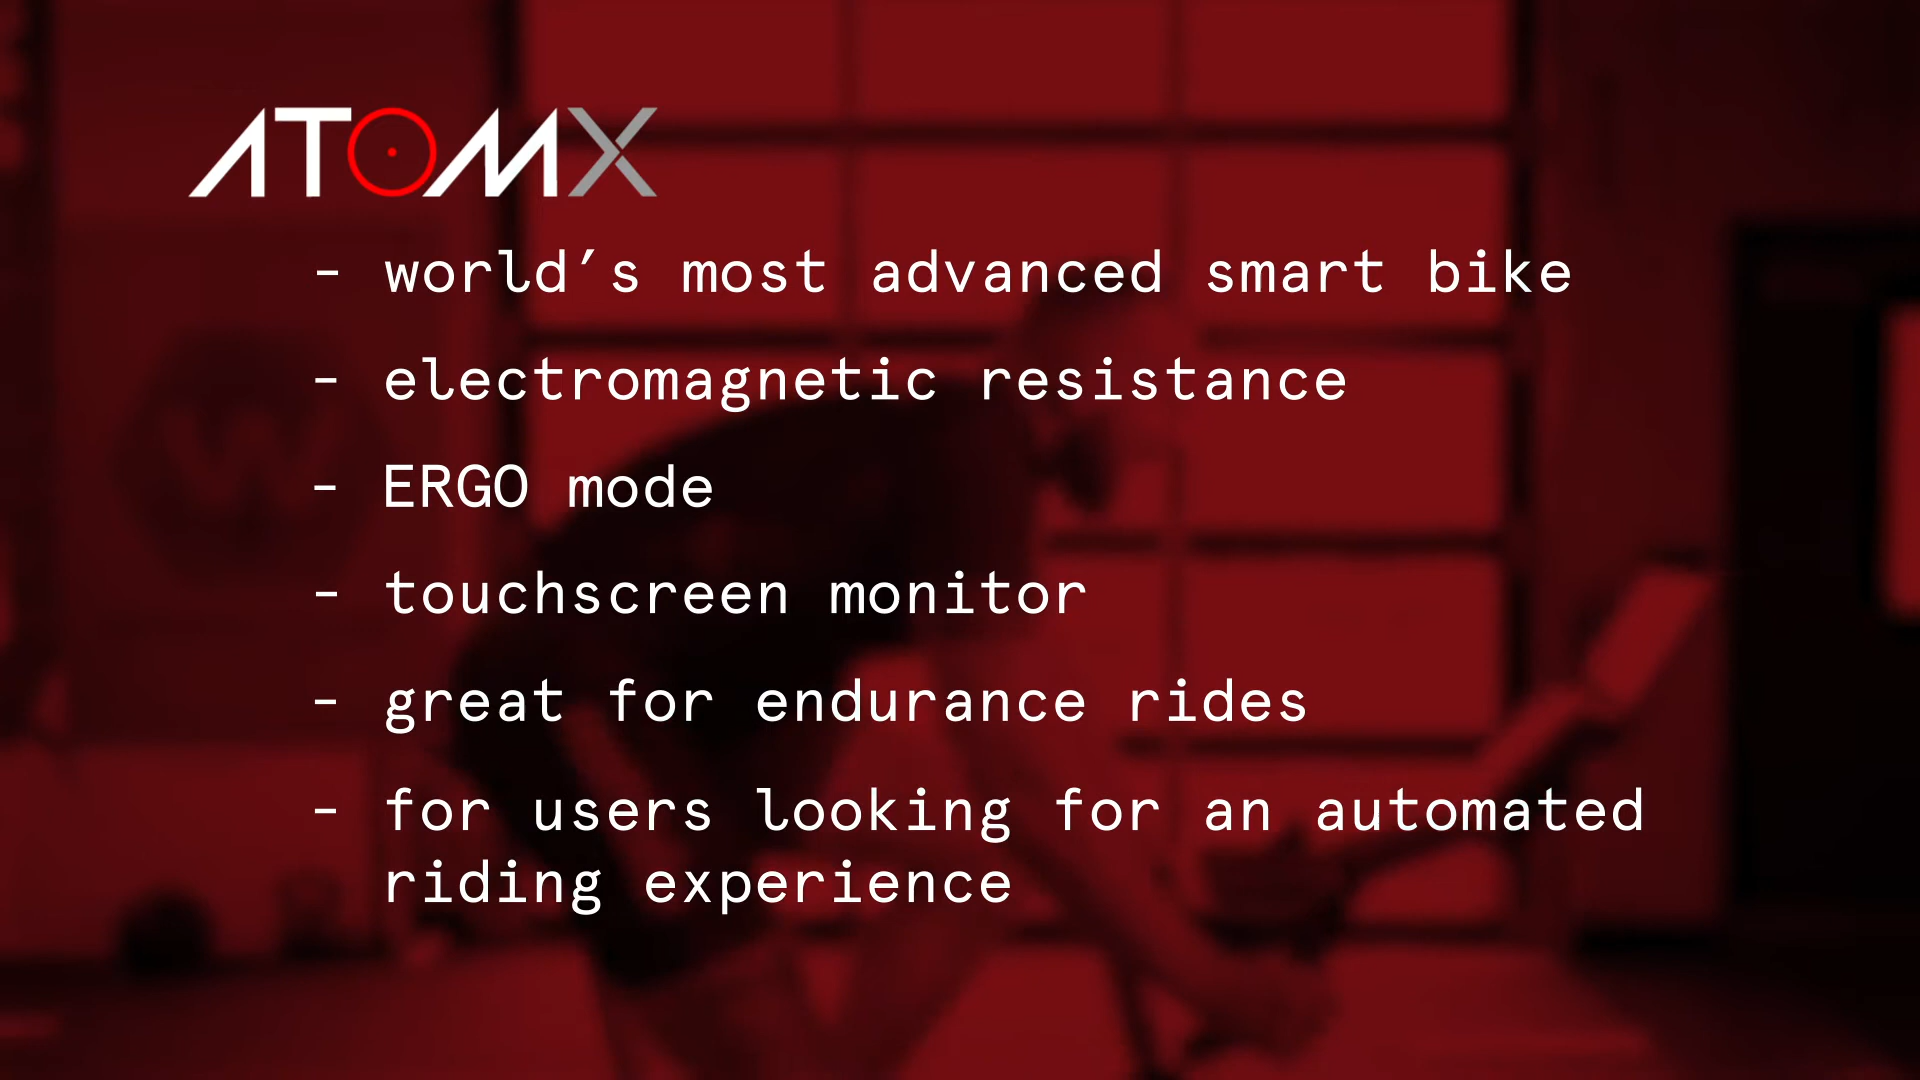 ATOMX
- world's most advanced smart bike
- electromagnetic resistance
- ERGO mode
- touchscreen monitor
- great for endurance rides
- for users looking for an automated
riding experience